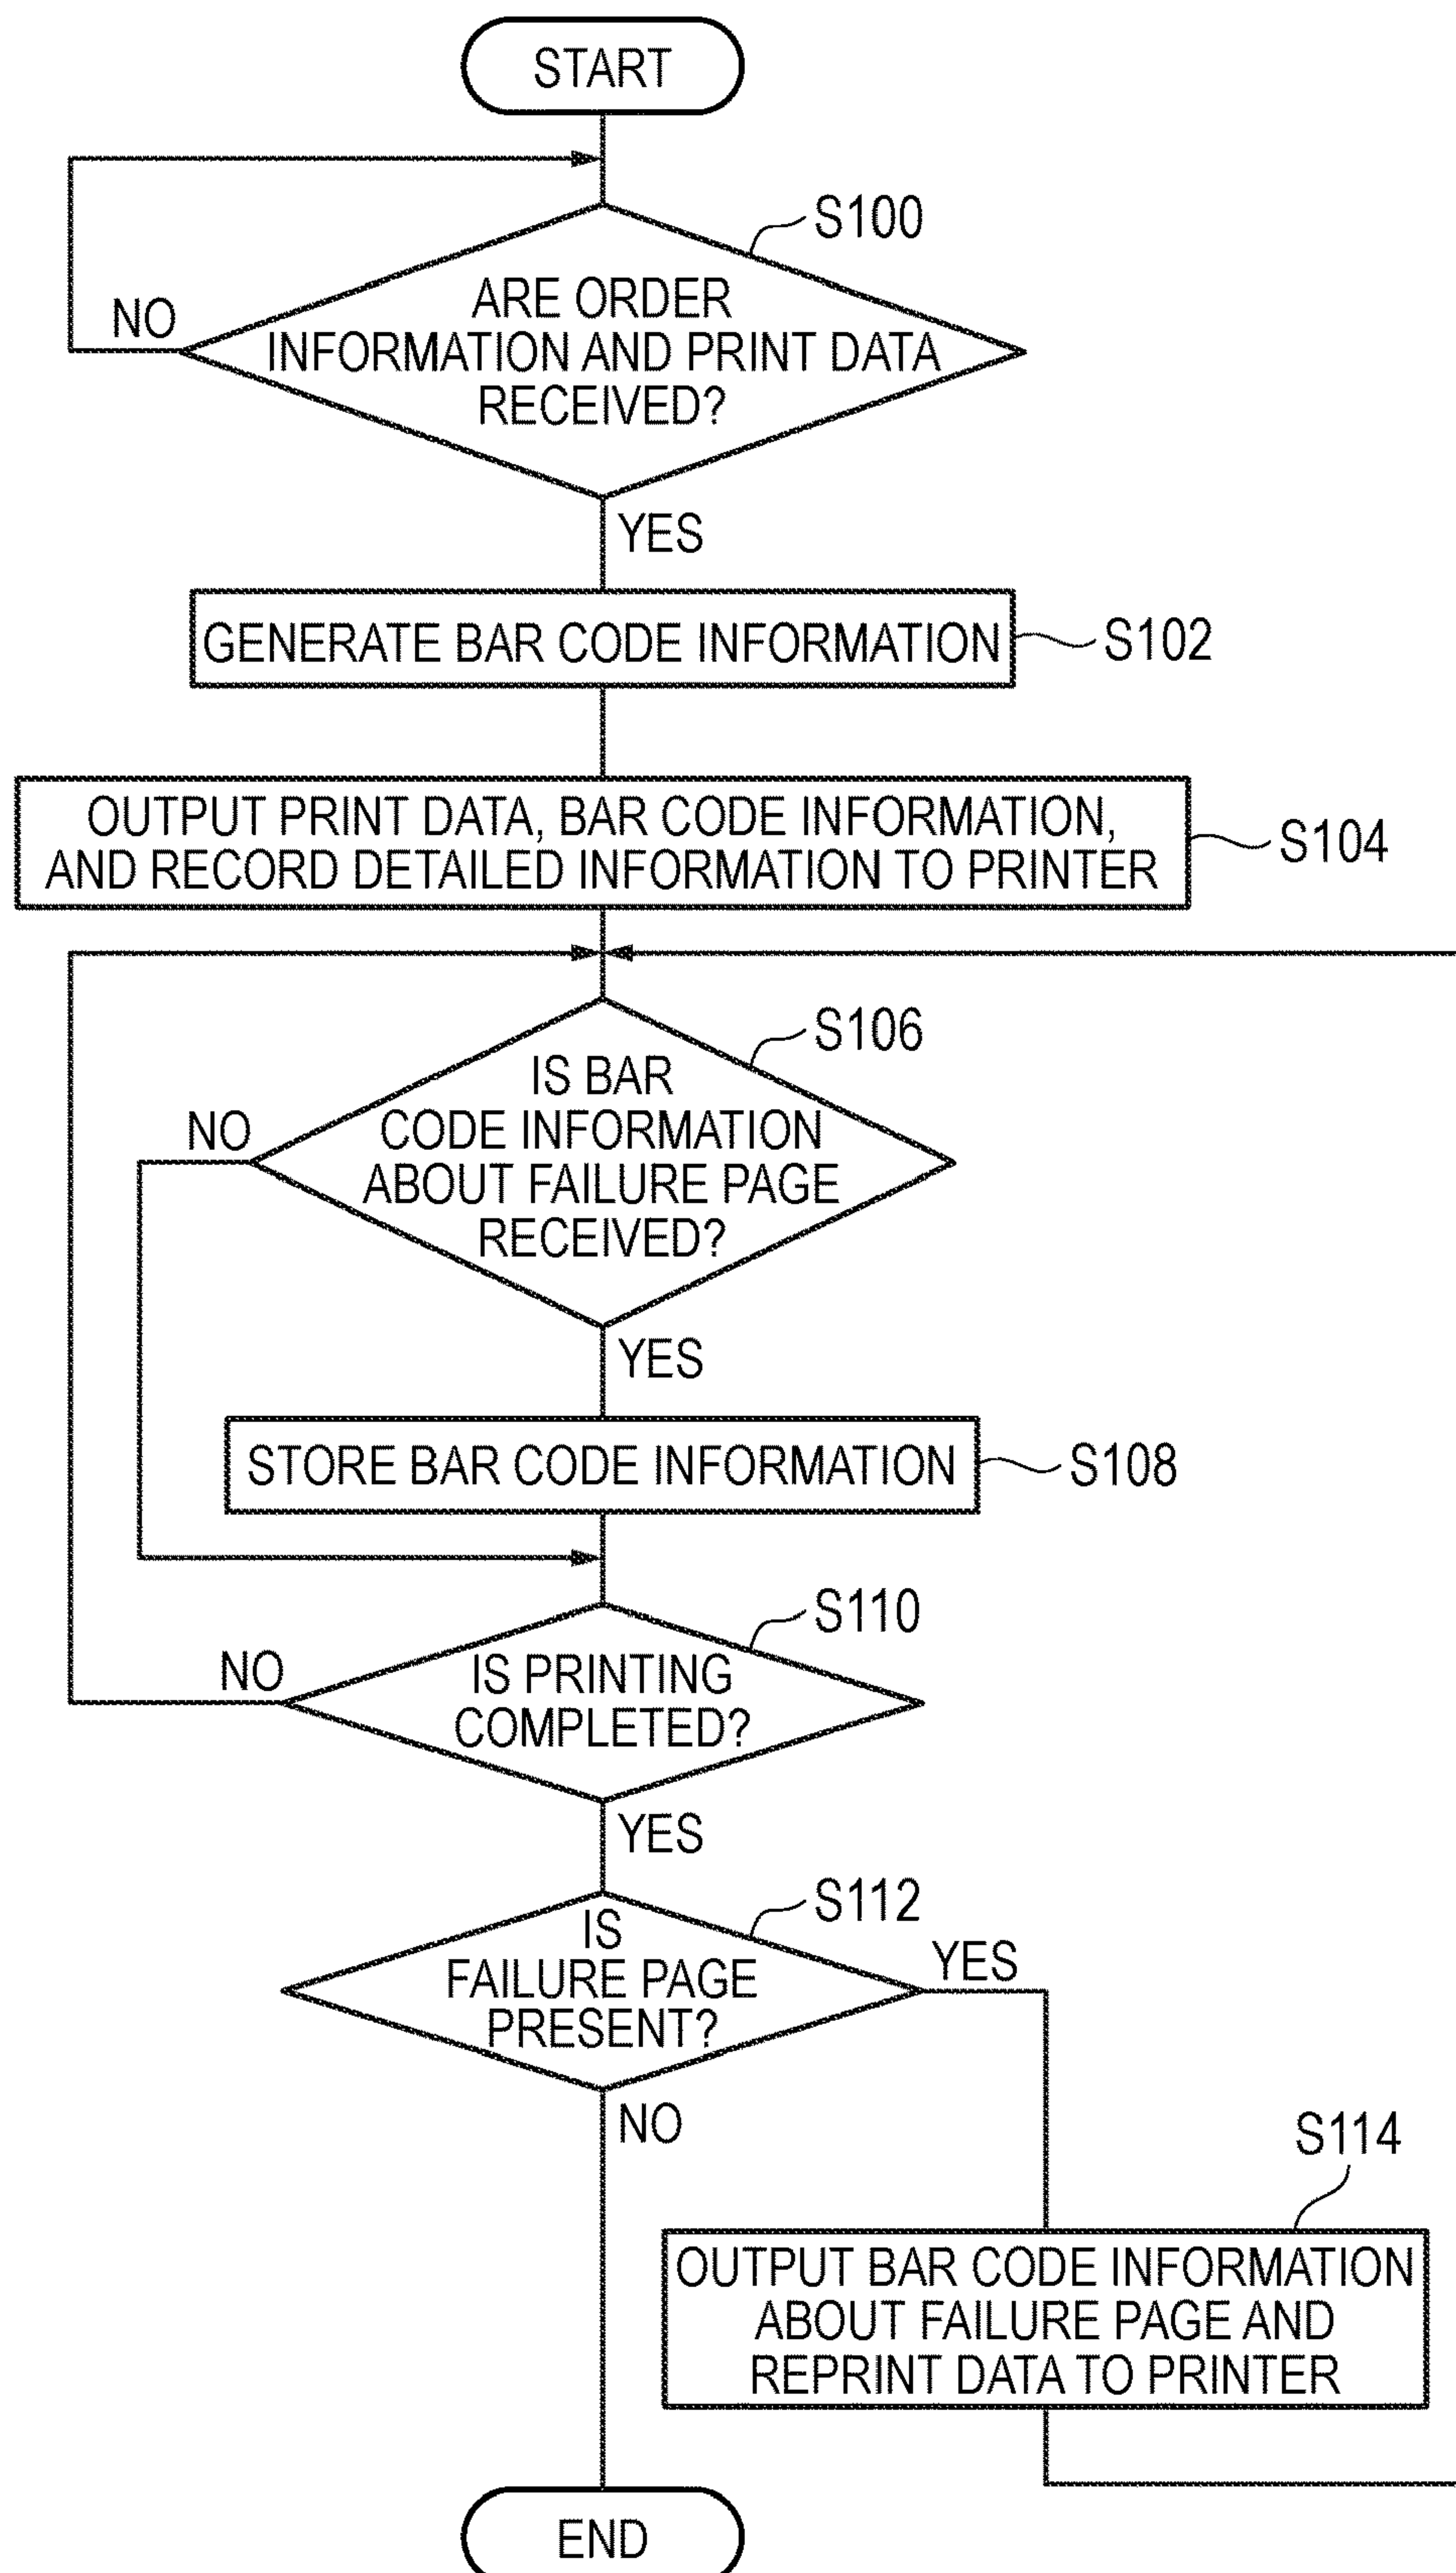 START
S100
ARE ORDER
INFORMATION AND PRINT DATA
RECEIVED?
NO
YES
GENERATE BAR CODE INFORMATION
S102
OUTPUT PRINT DATA, BAR CODE INFORMATION,
AND RECORD DETAILED INFORMATION TO PRINTER
S104
S106
IS BAR
CODE INFORMATION
ABOUT FAILURE PAGE
RECEIVED?
NO
YES
STORE BAR CODE INFORMATION
S108
S110
IS PRINTING
COMPLETED?
NO
YES
S112
IS
FAILURE PAGE
PRESENT?
YES
NO
S114
OUTPUT BAR CODE INFORMATION
ABOUT FAILURE PAGE AND
REPRINT DATA TO PRINTER
END